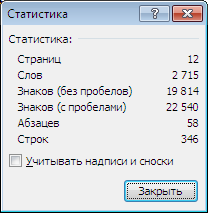 Статистика
Статистика:
Страниц 12
Слов 2 715
Знаков (без пробелов) 19 814
Знаков (с пробелами) 22 540
Абзацев 58
Строк 346
Учитывать надписи и сноски
Закрыть